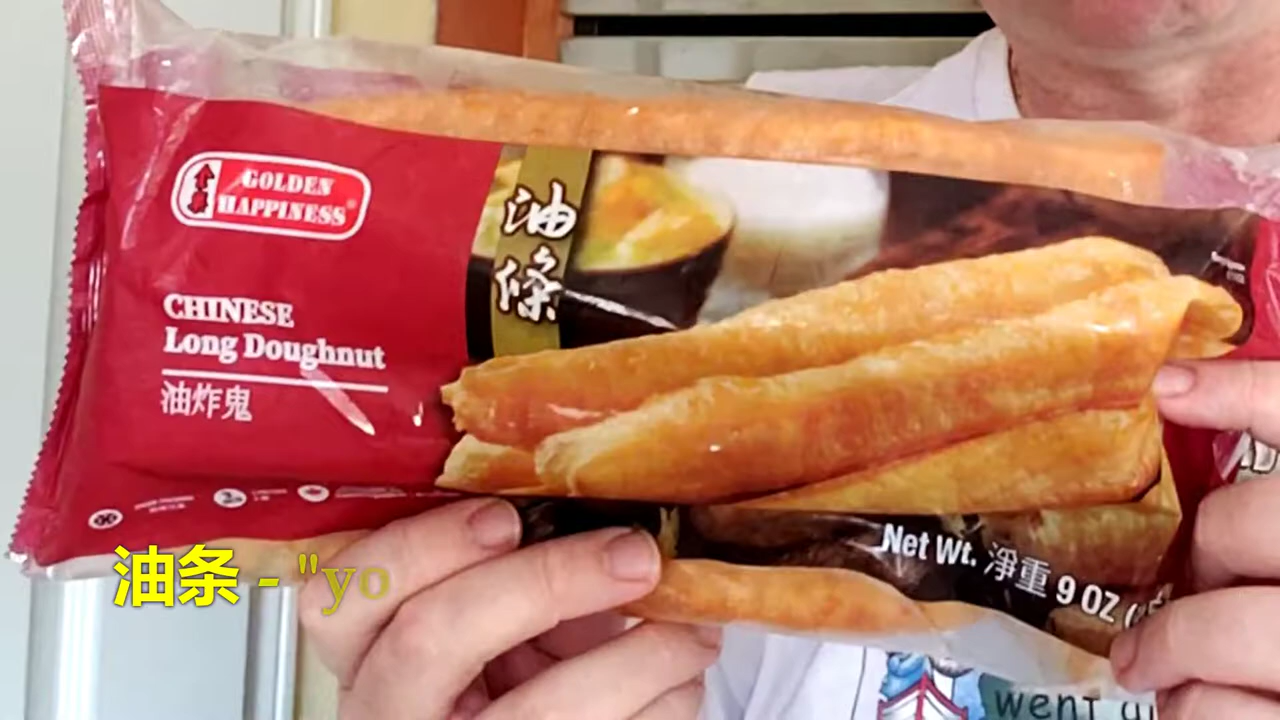 GOLDEN
HAPPINESS®
油條
CHINESE
Long Doughnut
油炸鬼
Net Wt. 淨重 9 OZ
油条 - "yo
went